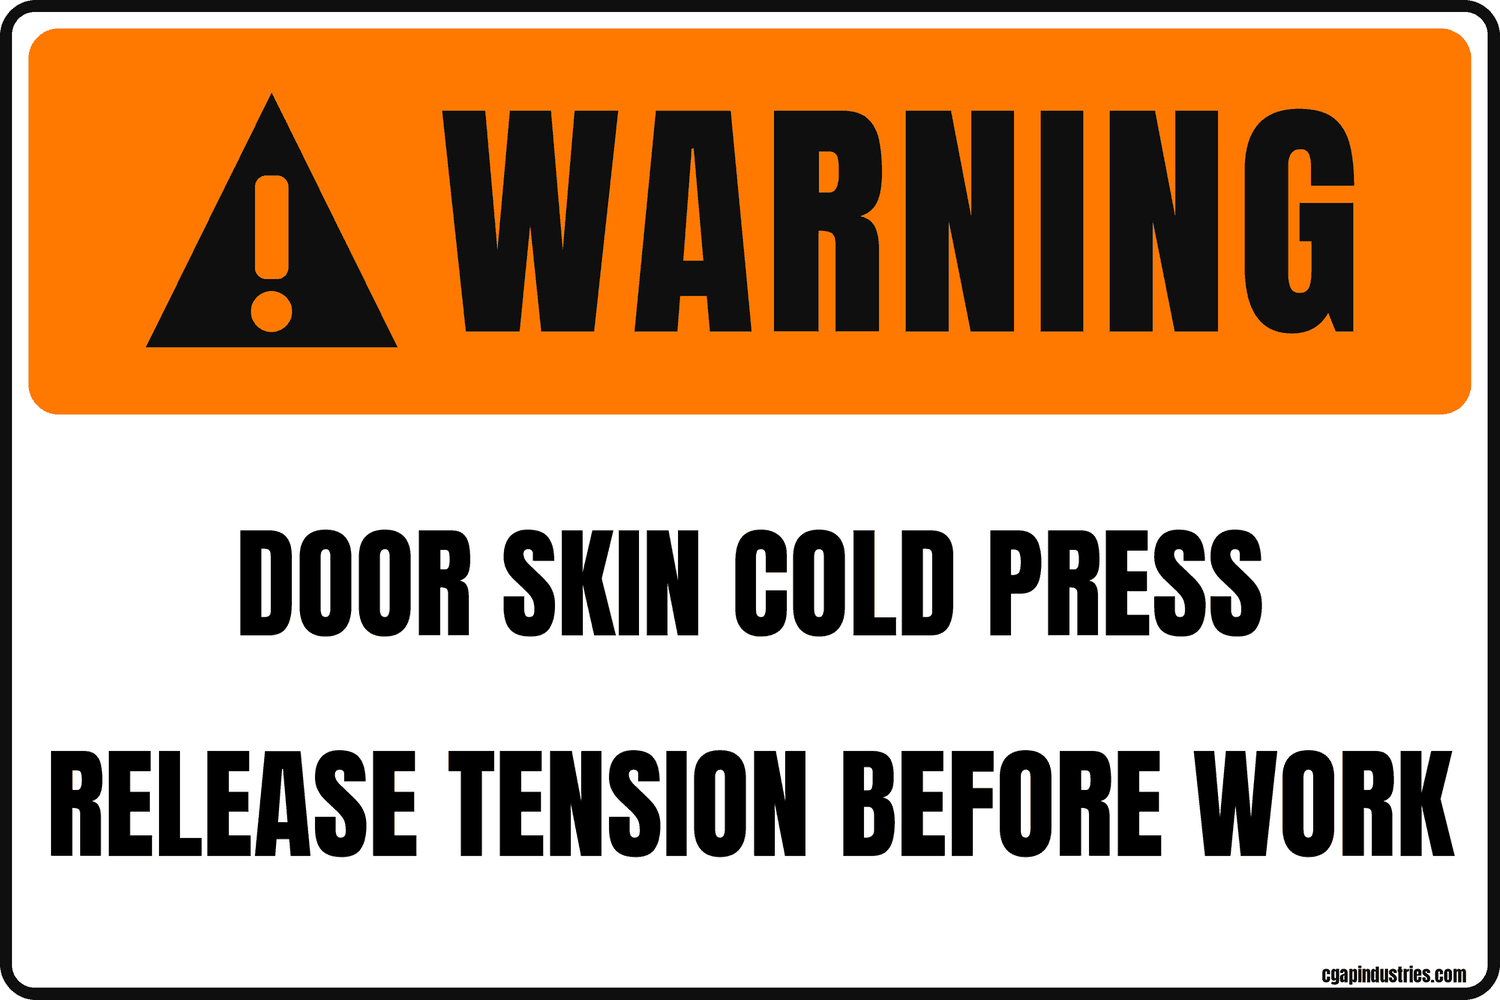 WARNING
DOOR SKIN COLD PRESS
RELEASE TENSION BEFORE WORK
cgapindustries.com